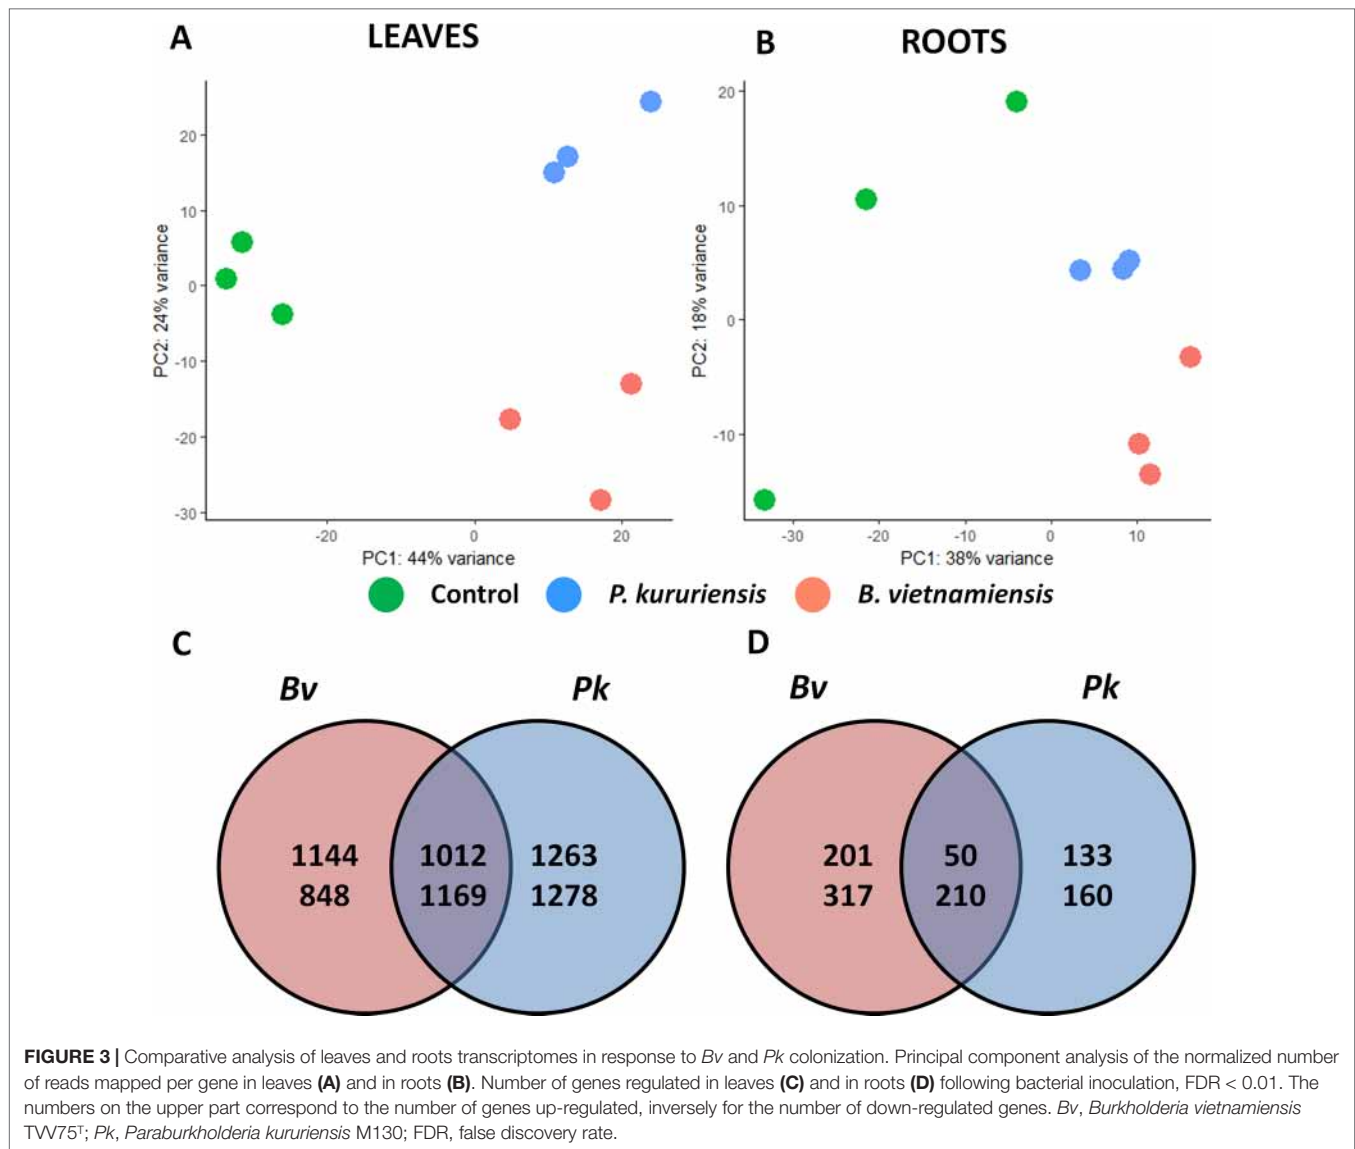 A LEAVES
B ROOTS
PC2: 24% variance
20
10
0
-10
-20
-30
-20 0 20
PC1: 44% variance
PC2: 18% variance
20
10
0
-10
-30 -20 -10 0 10
PC1: 38% variance
Control P. kururiensis B. vietnamiensis
C
Bv Pk
1144 1012 1263
848 1169 1278
D
Bv Pk
201 50 133
317 210 160
FIGURE 3 | Comparative analysis of leaves and roots transcriptomes in response to Bv and Pk colonization. Principal component analysis of the normalized number
of reads mapped per gene in leaves (A) and in roots (B). Number of genes regulated in leaves (C) and in roots (D) following bacterial inoculation, FDR < 0.01. The
numbers on the upper part correspond to the number of genes up-regulated, inversely for the number of down-regulated genes. Bv, Burkholderia vietnamiensis
TVV75ᵀ; Pk, Paraburkholderia kururiensis M130; FDR, false discovery rate.